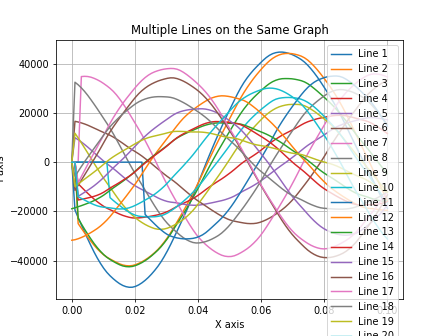 Multiple Lines on the Same Graph
40000
20000
0
−20000
−40000
0.00
0.02
0.04
0.06
X axis
Line 1
Line 2
Line 3
Line 4
Line 5
Line 6
Line 7
Line 8
Line 9
Line 10
Line 11
Line 12
Line 13
Line 14
Line 15
Line 16
Line 17
Line 18
Line 19